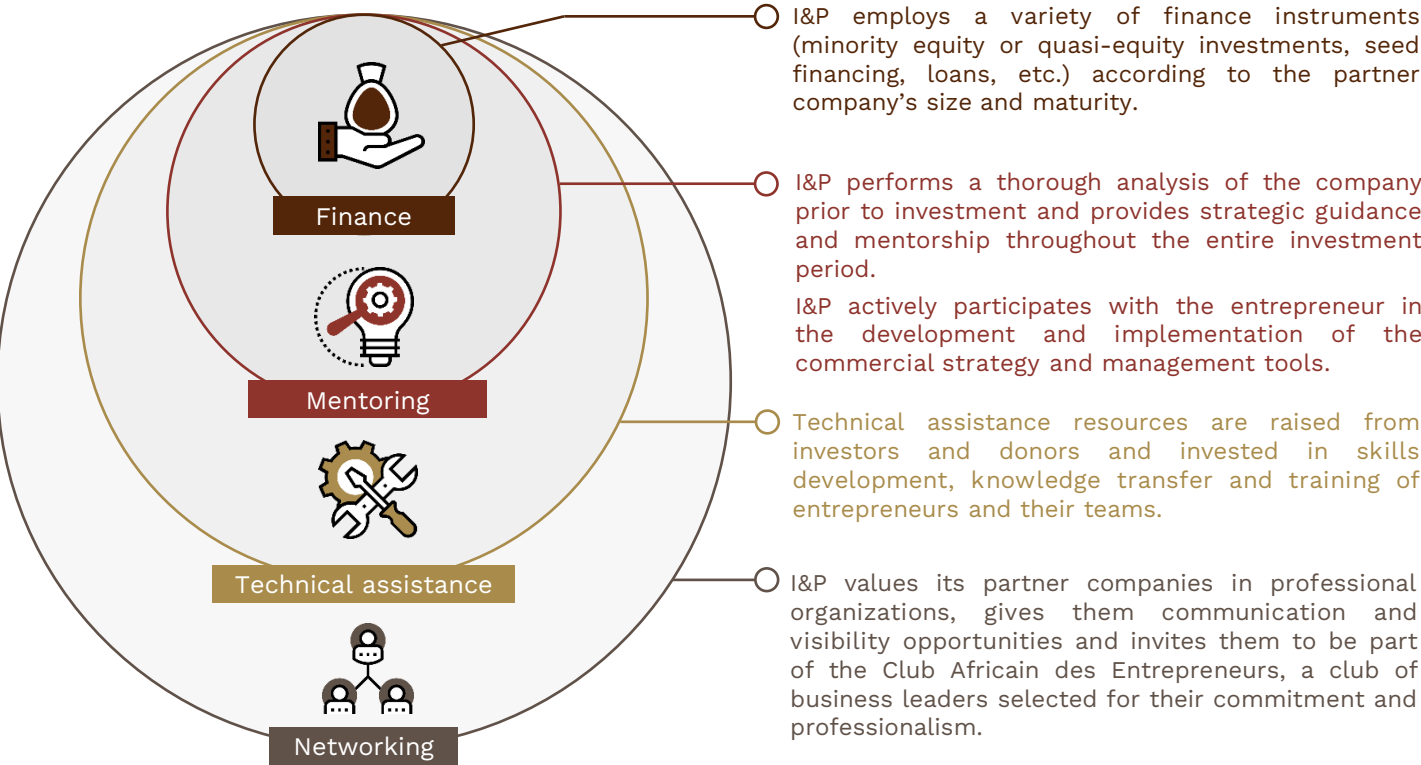 I&P employs a variety of finance instruments
(minority equity or quasi-equity investments, seed
financing, loans, etc.) according to the partner
company's size and maturity.
Finance
I&P performs a thorough analysis of the company
prior to investment and provides strategic guidance
and mentorship throughout the entire investment
period.
I&P actively participates with the entrepreneur in
the development and implementation of the
commercial strategy and management tools.
Mentoring
Technical assistance resources are raised from
investors and donors and invested in skills
development, knowledge transfer and training of
entrepreneurs and their teams.
Technical assistance
I&P values its partner companies in professional
organizations, gives them communication and
visibility opportunities and invites them to be part
of the Club Africain des Entrepreneurs, a club of
business leaders selected for their commitment and
professionalism.
Networking